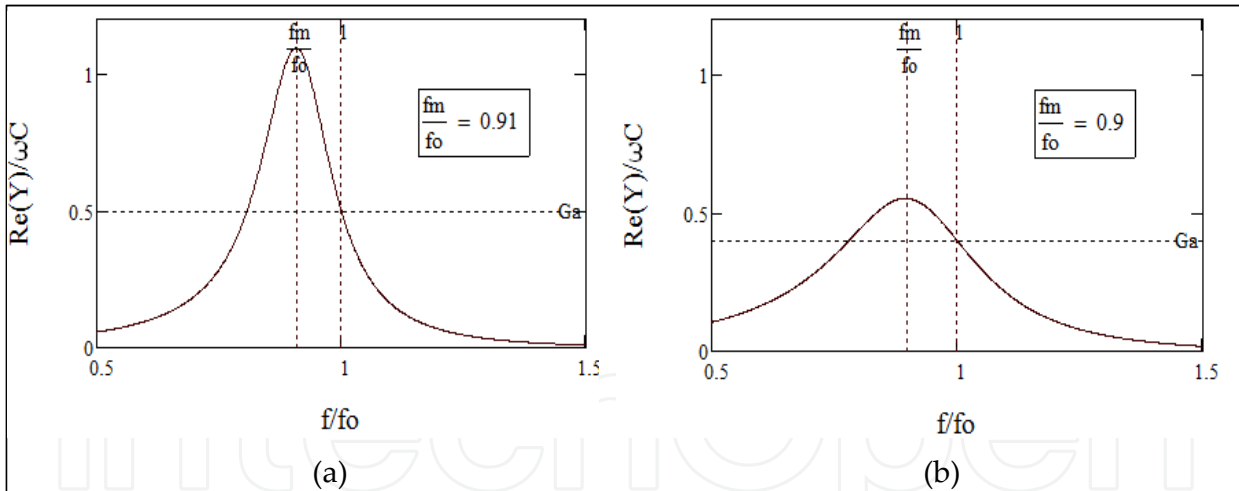 Re(Y)/ωC
1
0.5
0
fm
fo
1
fm
fo = 0.91
Ga
0.5
1
1.5
f/fo
(a)
Re(Y)/ωC
1
0.5
0
fm
fo
1
fm
fo = 0.9
Ga
0.5
1
1.5
f/fo
(b)
intechopen